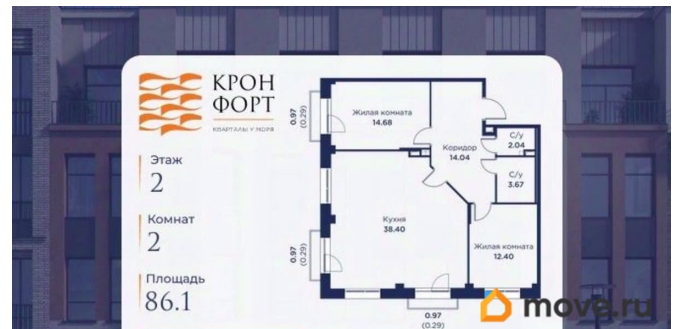 КРОН
ФОРТ
КВАРТАЛЫ У МОРЯ
Этаж
2
Комнат
2
Площадь
86.1
0.97
(0.29)
Жилая комната
14.68
Коридор
14.04
С/у
2.04
С/у
3.67
Кухня
38.40
0.97
(0.29)
Жилая комната
12.40
0.97
(0.29)
move.ru